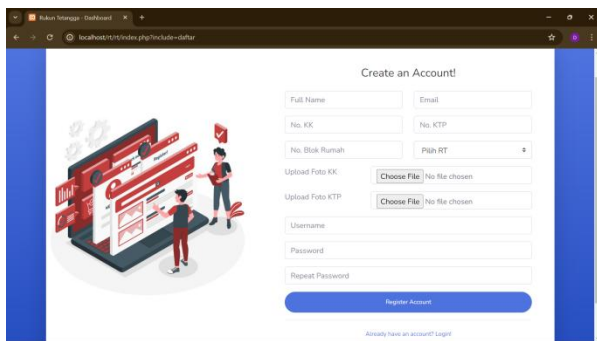 Rukun Tetangga - Dashboard
localhost/rt/rt/index.php?include=daftar
Create an Account!
Full Name Email
No. KK No. KTP
No. Blok Rumah Pilih RT
Upload Foto KK Choose File No file chosen
Upload Foto KTP Choose File No file chosen
Username
Password
Repeat Password
Register Account
Already have an account? Login!